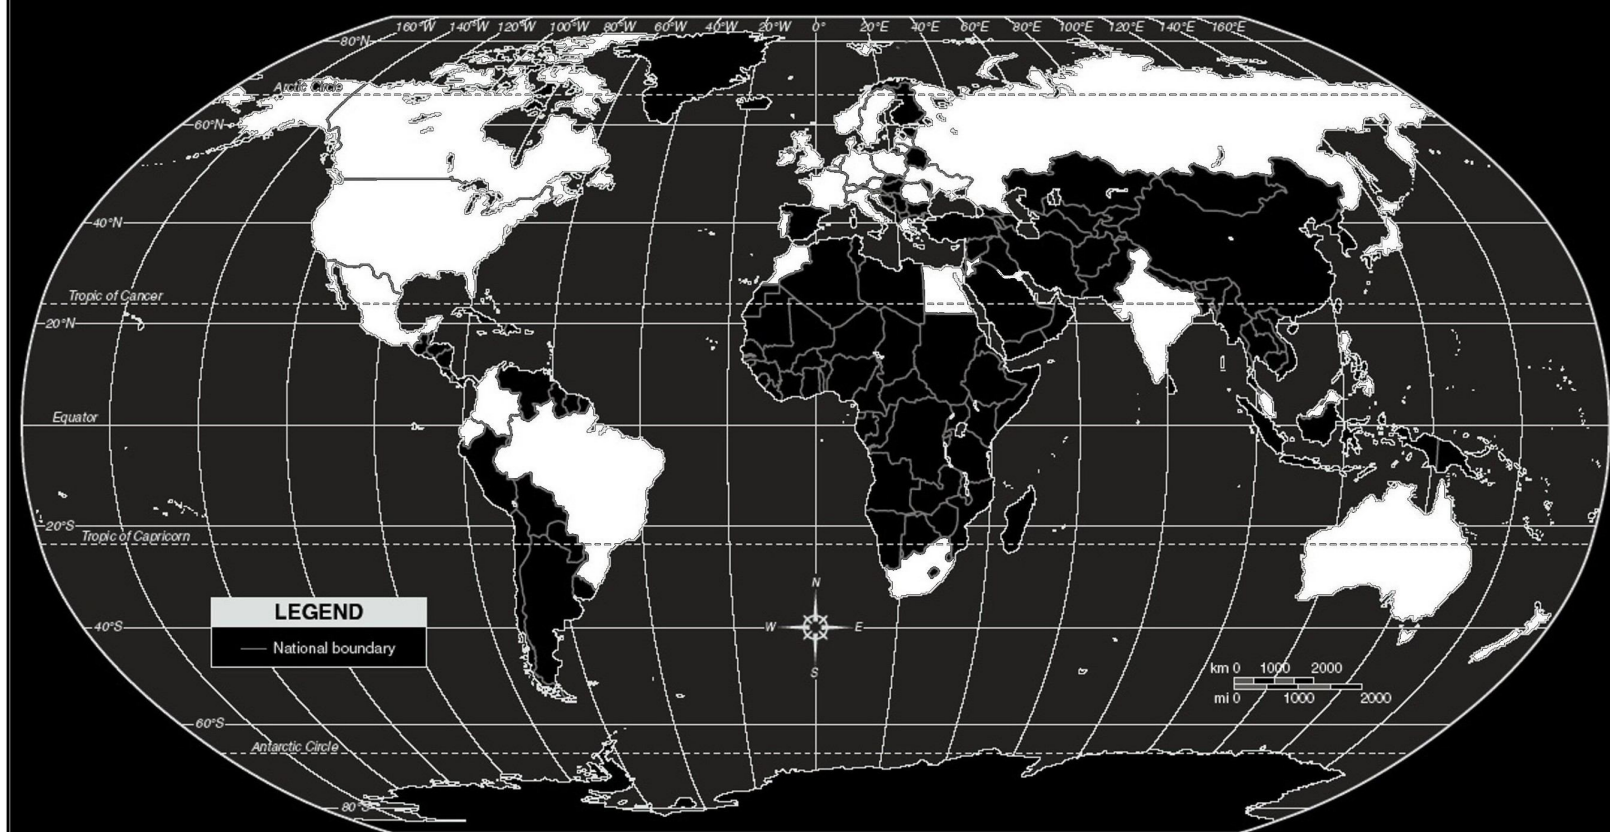 160°W 140°W 120°W 100°W 80°W 60°W 40°W 20°W 0° 20°E 40°E 60°E 80°E 100°E 120°E 140°E 160°E
80°N
Arctic Circle
60°N
40°N
Tropic of Cancer
20°N
Equator
20°S
Tropic of Capricorn
N
W E
S
LEGEND
National boundary
40°S
km 0 1000 2000
mi 0 1000 2000
60°S
Antarctic Circle
80°S